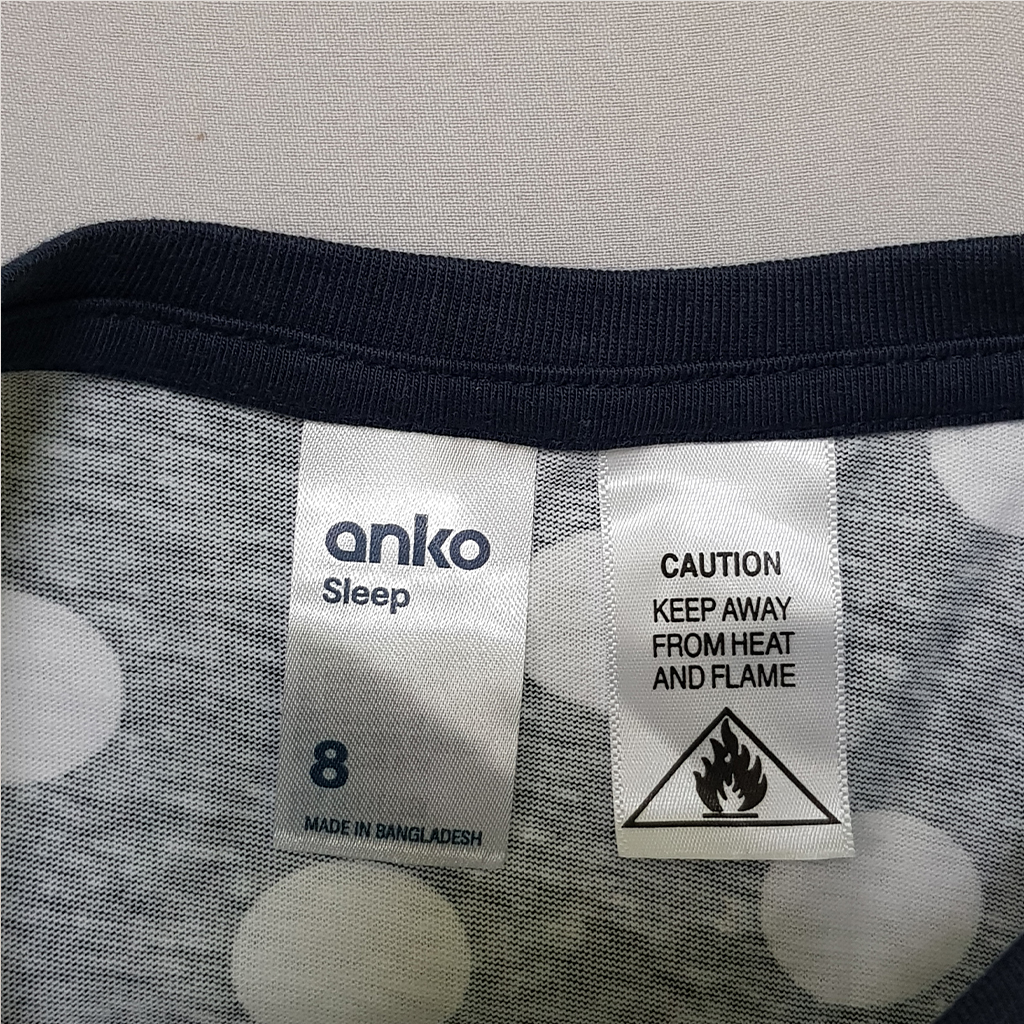 anko
Sleep
8
MADE IN BANGLADESH
CAUTION
KEEP AWAY
FROM HEAT
AND FLAME